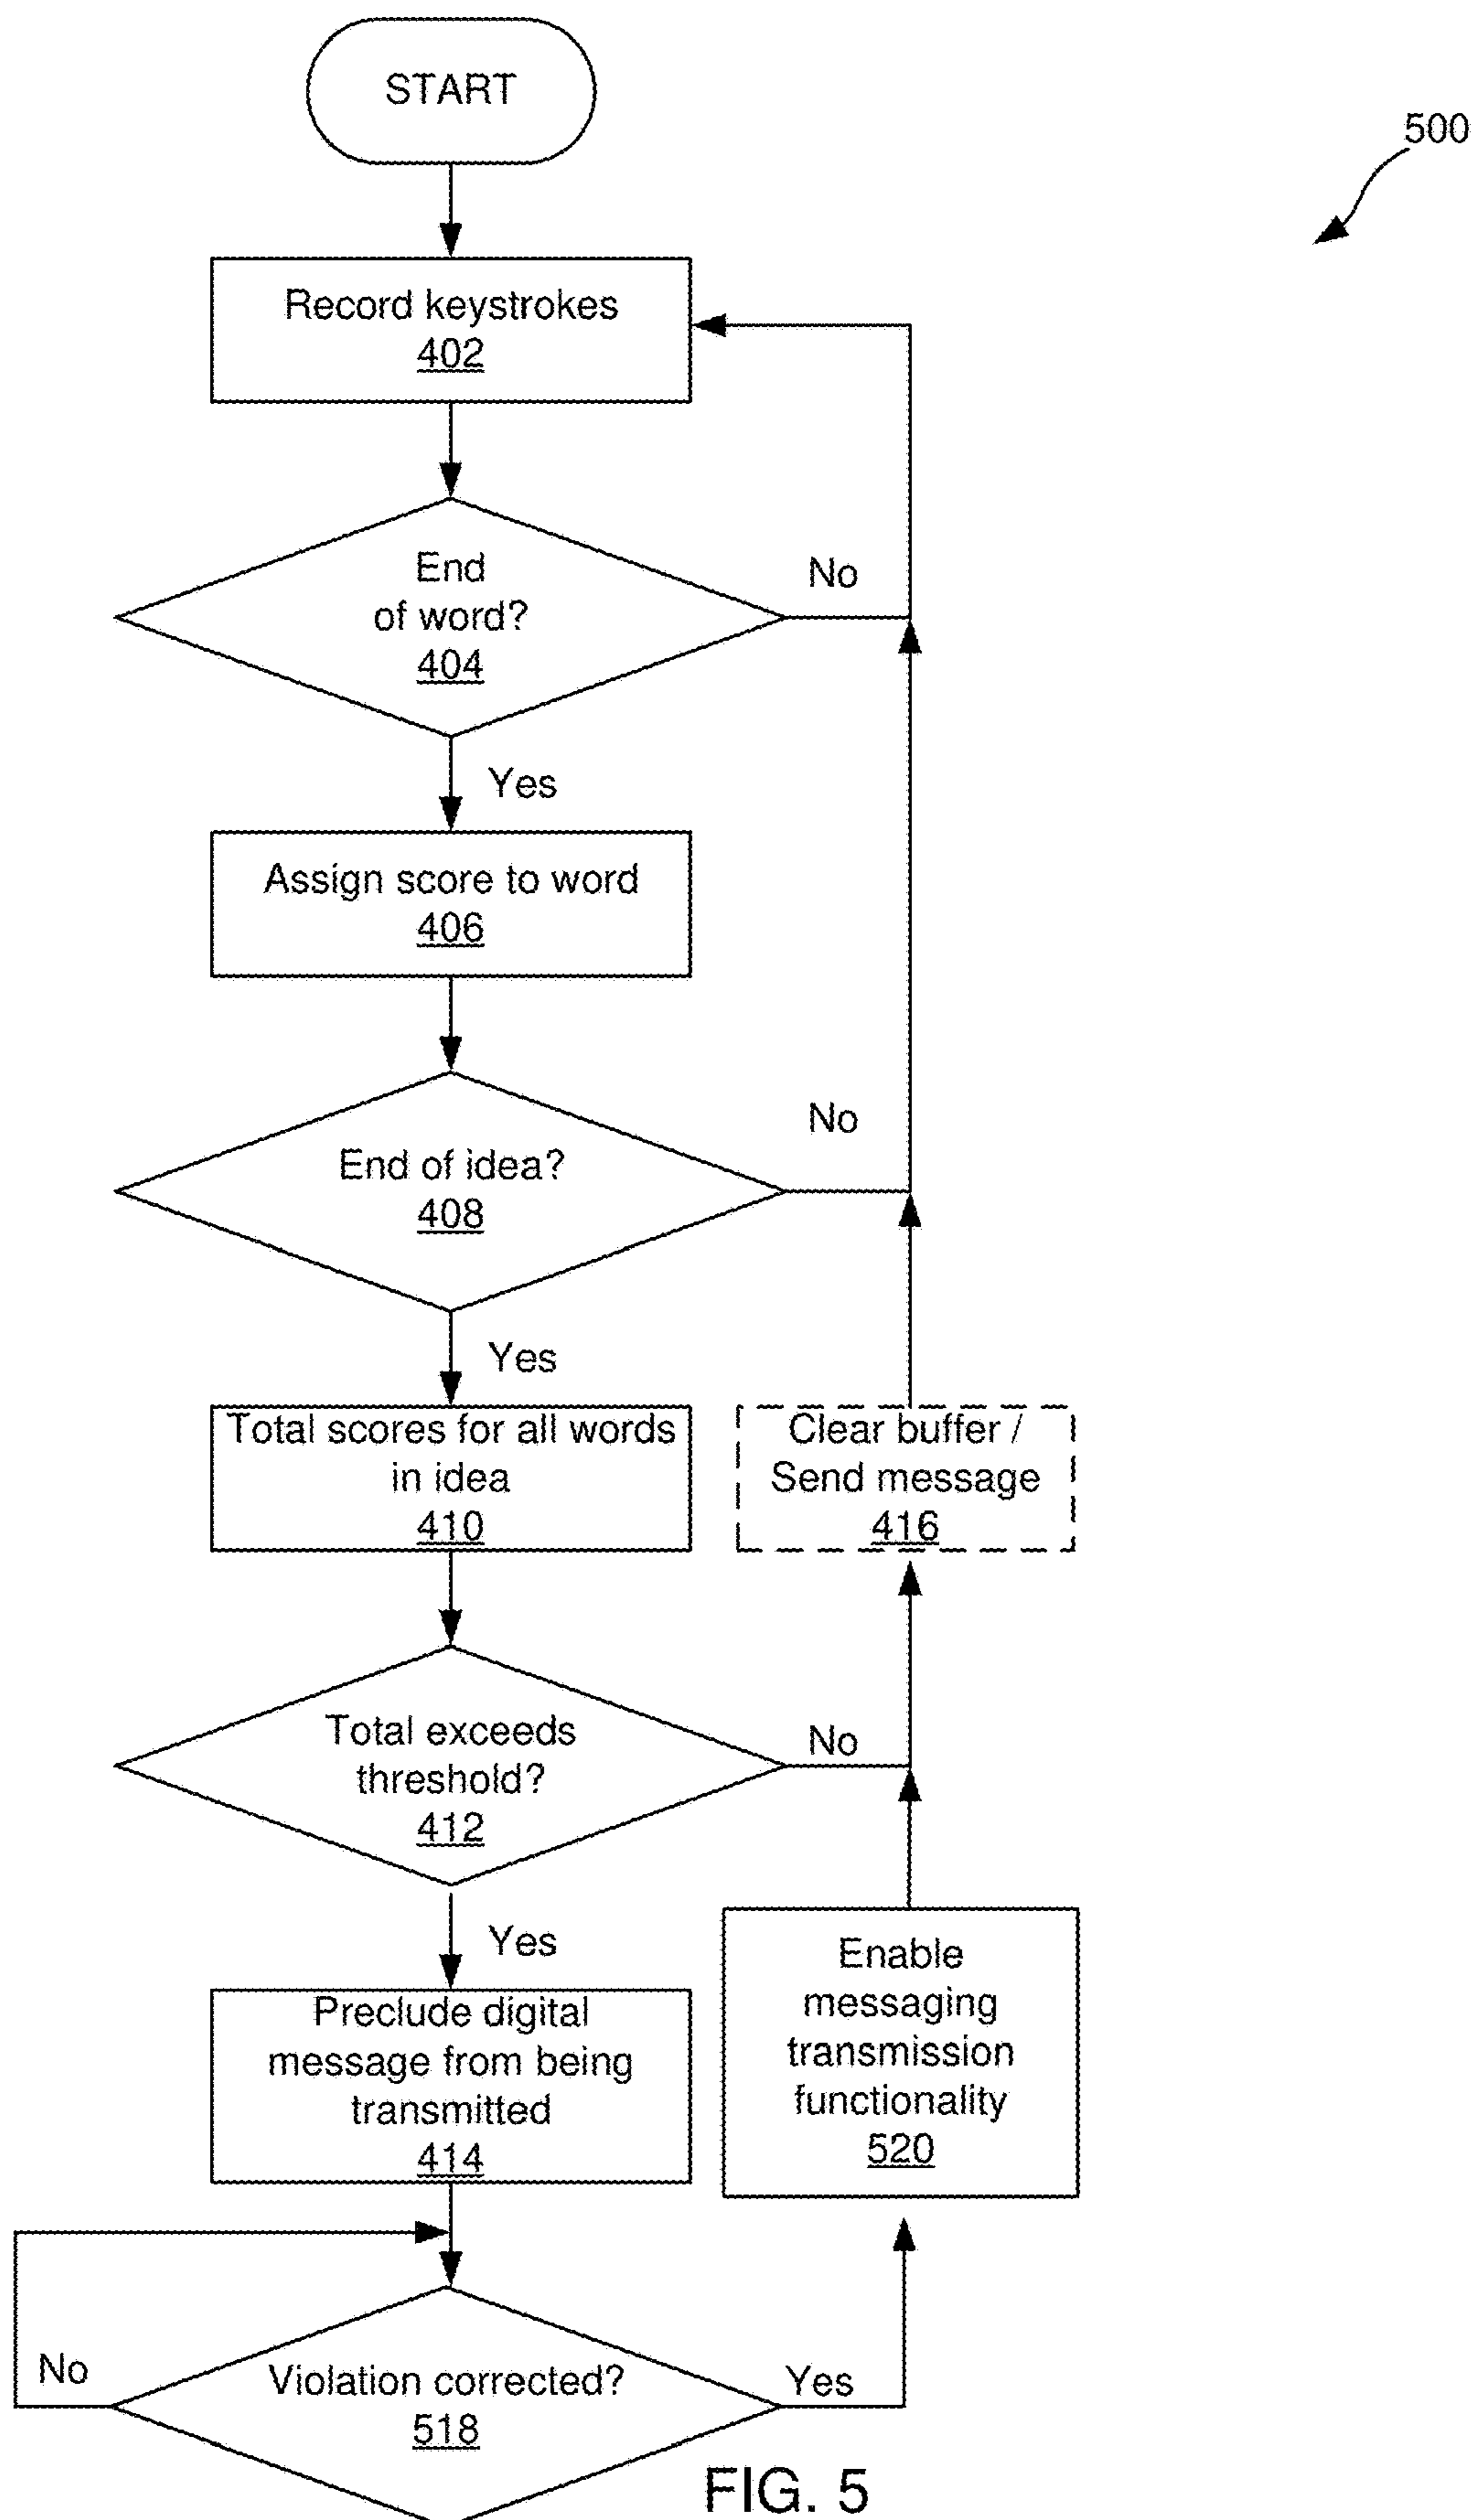 START
500
Record keystrokes
402
End
of word?
404
No
Yes
Assign score to word
406
No
End of idea?
408
Yes
Total scores for all words
in idea
410
Clear buffer /
Send message
416
Total exceeds
threshold?
412
No
Yes
Preclude digital
message from being
transmitted
414
Enable
messaging
transmission
functionality
520
No
Violation corrected?
518
Yes
FIG. 5